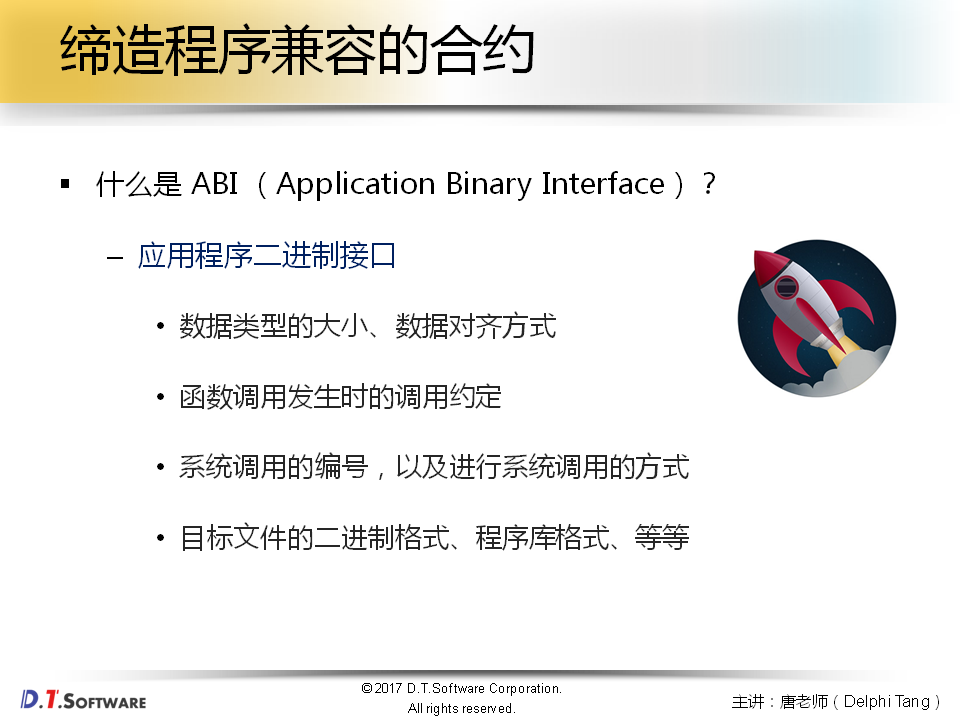 缔造程序兼容的合约
▪ 什么是 ABI （Application Binary Interface）？
– 应用程序二进制接口
• 数据类型的大小、数据对齐方式
• 函数调用发生时的调用约定
• 系统调用的编号，以及进行系统调用的方式
• 目标文件的二进制格式、程序库格式、等等
D.T.SOFTWARE
©2017 D.T.Software Corporation.
All rights reserved.
主讲：唐老师（Delphi Tang）